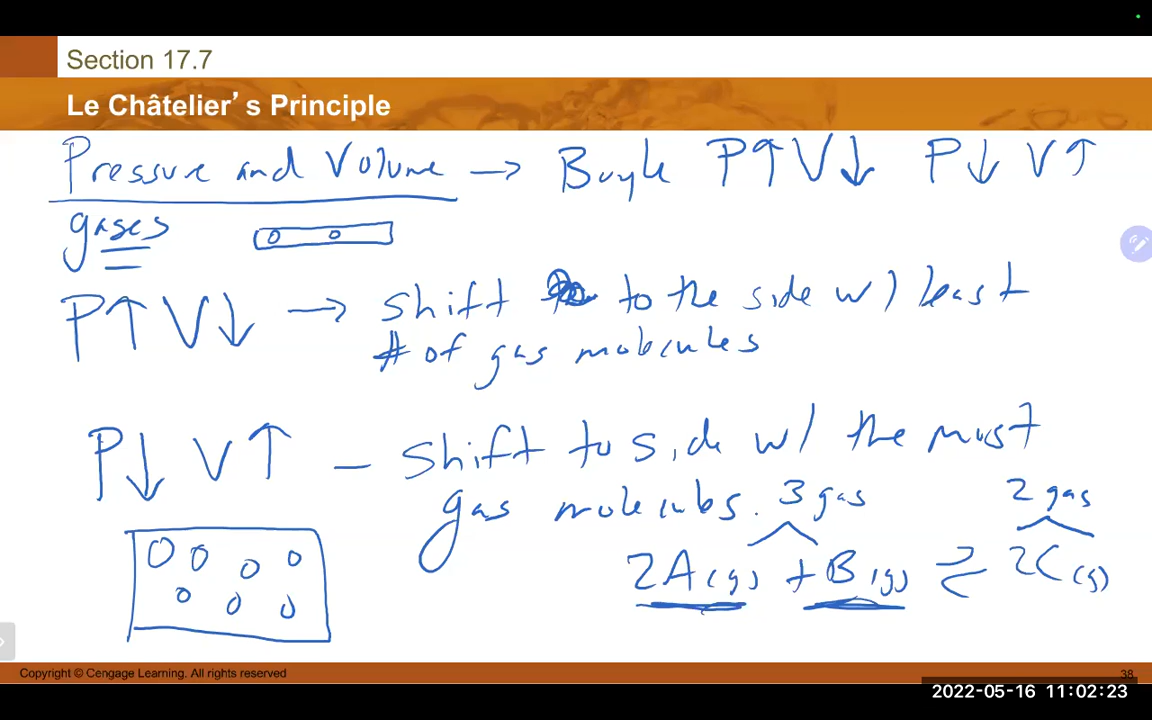 Section 17.7
Le Châtelier's Principle
Pressure and Volume → Boyle P↑ V↓ P↓ V↑
gases
P↑ V↓ → shift to the side w/ least
# of gas molecules
P↓ V↑ - shift to side w/ the most
gas molecules. 3 gas 2 gas
2A(g) + B(g) ⇌ 2C(g)
Copyright © Cengage Learning. All rights reserved
38
2022-05-16 11:02:23